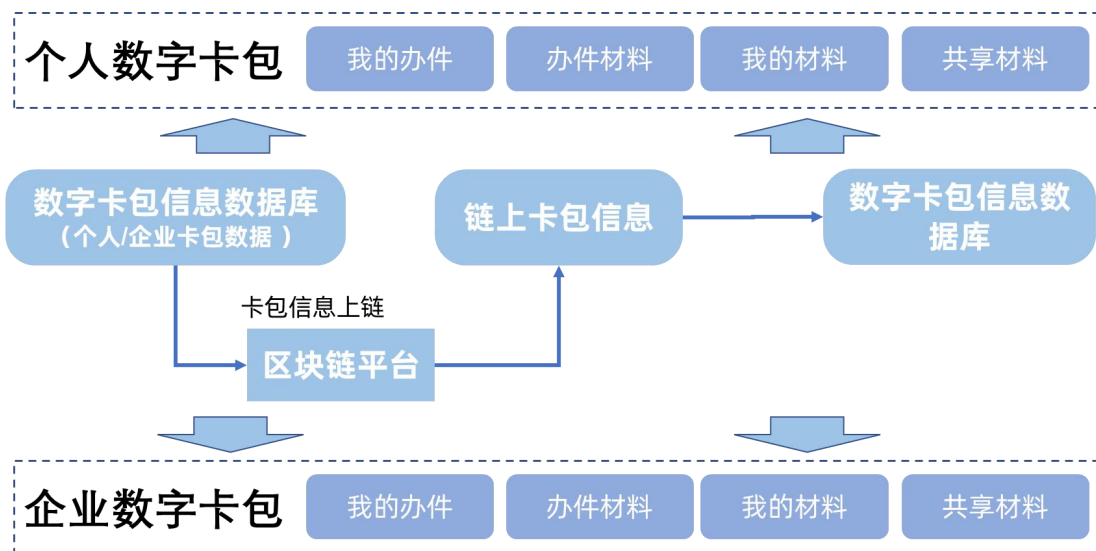 个人数字卡包
我的办件
办件材料
我的材料
共享材料
数字卡包信息数据库
（个人/企业卡包数据 ）
链上卡包信息
数字卡包信息数
据库
卡包信息上链
区块链平台
企业数字卡包
我的办件
办件材料
我的材料
共享材料